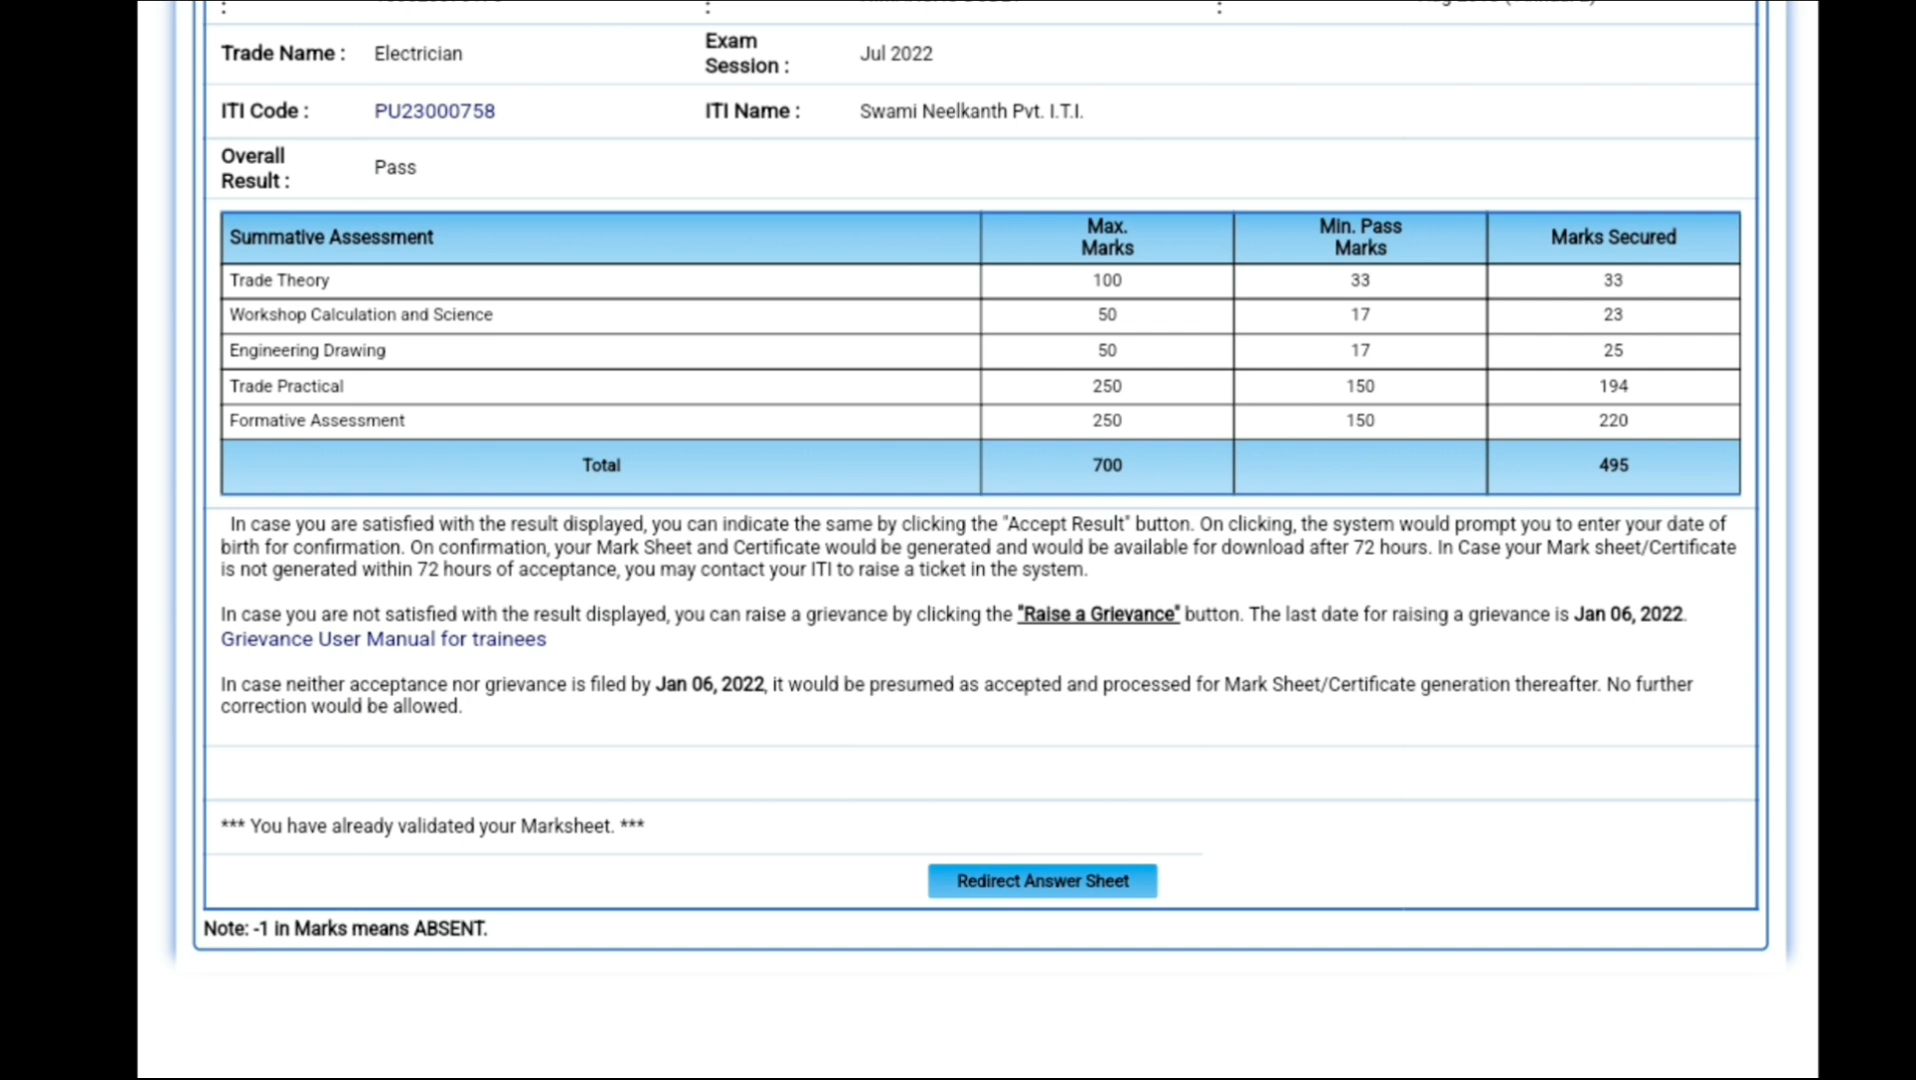 Trade Name : Electrician Exam Session : Jul 2022
ITI Code : PU23000758 ITI Name : Swami Neelkanth Pvt. I.T.I.
Overall Result : Pass
Summative Assessment Max. Marks Min. Pass Marks Marks Secured
Trade Theory 100 33 33
Workshop Calculation and Science 50 17 23
Engineering Drawing 50 17 25
Trade Practical 250 150 194
Formative Assessment 250 150 220
Total 700 495
In case you are satisfied with the result displayed, you can indicate the same by clicking the "Accept Result" button. On clicking, the system would prompt you to enter your date of
birth for confirmation. On confirmation, your Mark Sheet and Certificate would be generated and would be available for download after 72 hours. In Case your Mark sheet/Certificate
is not generated within 72 hours of acceptance, you may contact your ITI to raise a ticket in the system.
In case you are not satisfied with the result displayed, you can raise a grievance by clicking the "Raise a Grievance" button. The last date for raising a grievance is Jan 06, 2022.
Grievance User Manual for trainees
In case neither acceptance nor grievance is filed by Jan 06, 2022, it would be presumed as accepted and processed for Mark Sheet/Certificate generation thereafter. No further
correction would be allowed.
*** You have already validated your Marksheet. ***
Redirect Answer Sheet
Note: -1 in Marks means ABSENT.